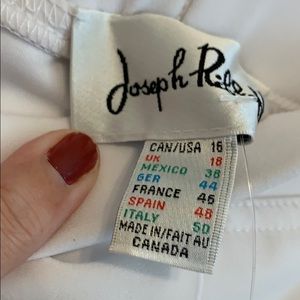 Joseph
CAN/USA 16
UK 18
MEXICO 38
GER 44
FRANCE 46
SPAIN 48
ITALY 50
MADE IN/FAIT AU
CANADA